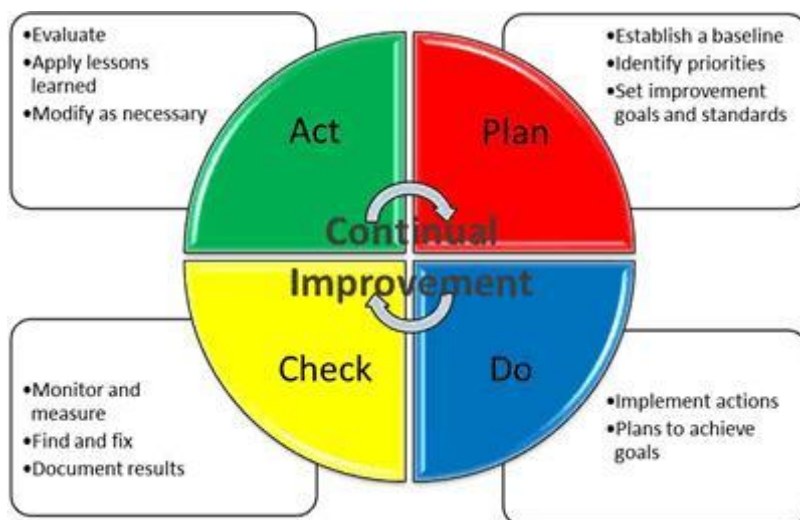 •Evaluate
•Apply lessons
learned
•Modify as necessary
•Establish a baseline
•Identify priorities
•Set improvement
goals and standards
Act
Plan
Continual
Improvement
Check
Do
•Monitor and
measure
•Find and fix
•Document results
•Implement actions
•Plans to achieve
goals